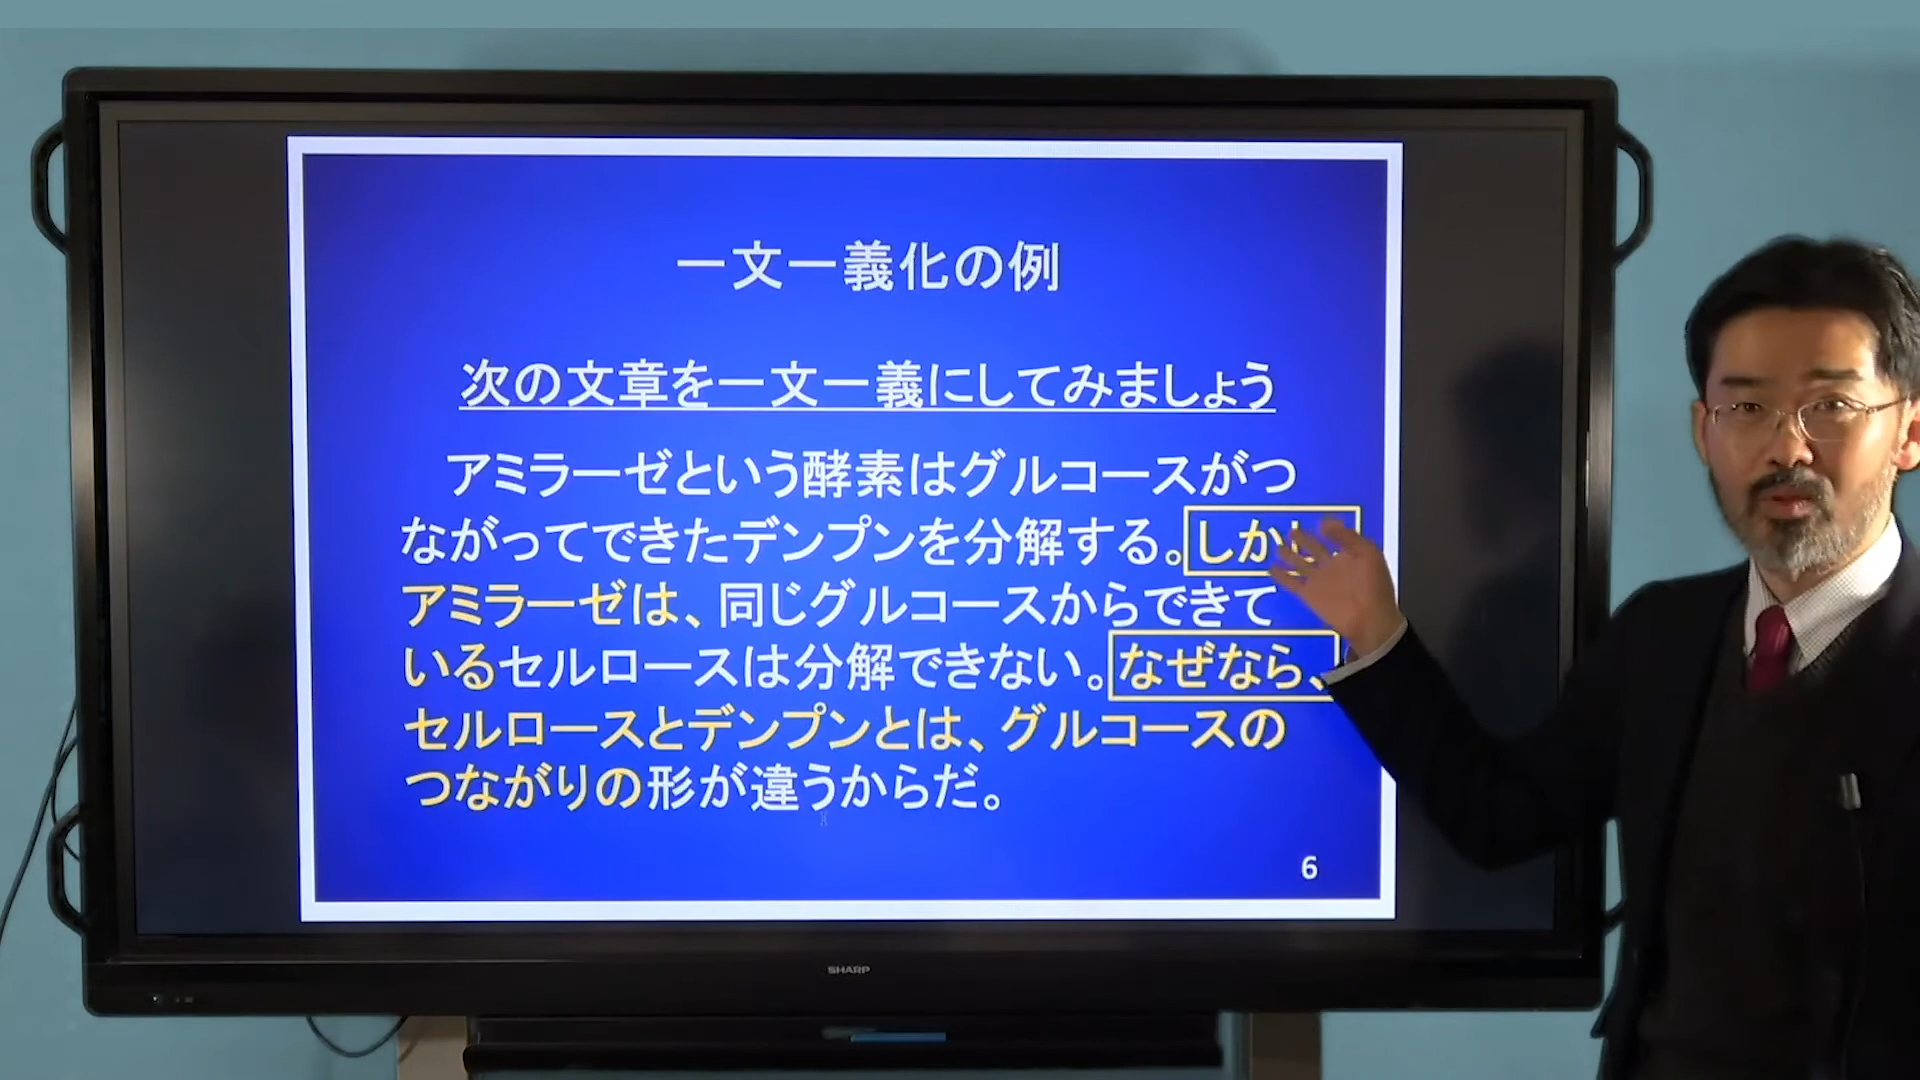 一文一義化の例
次の文章を一文一義にしてみましょう
アミラーゼという酵素はグルコースがつ
ながってできたデンプンを分解する。しかし、
アミラーゼは、同じグルコースからできて
いるセルロースは分解できない。なぜなら、
セルロースとデンプンとは、グルコースの
つながりの形が違うからだ。
6
SHARP